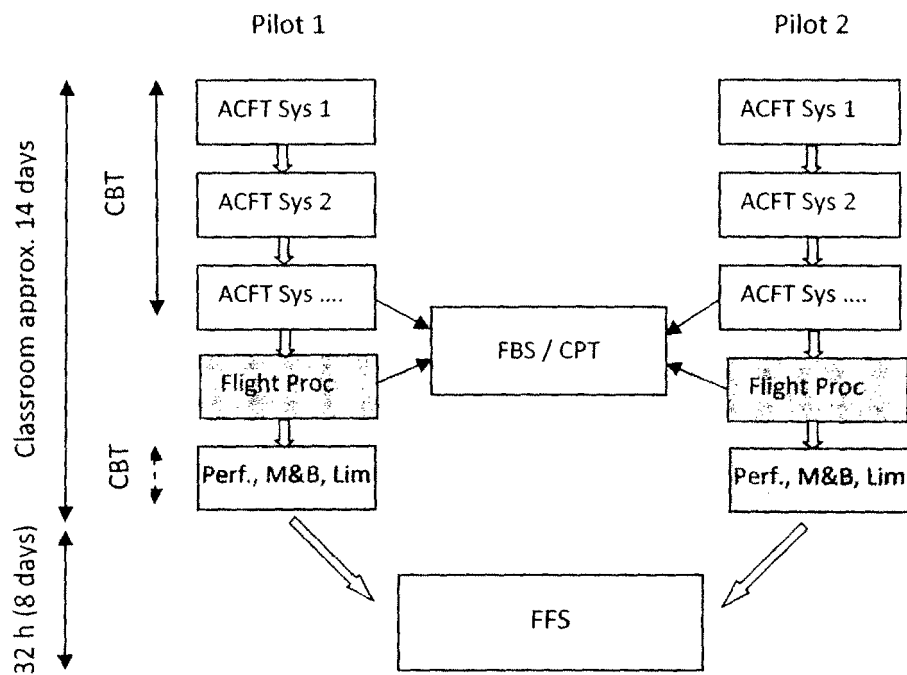 Pilot 1
Pilot 2
ACFT Sys 1
ACFT Sys 1
ACFT Sys 2
ACFT Sys 2
ACFT Sys ....
ACFT Sys ....
FBS / CPT
Flight Proc
Flight Proc
Perf., M&B, Lim
Perf., M&B, Lim
FFS
Classroom approx. 14 days
CBT
CBT
32 h (8 days)